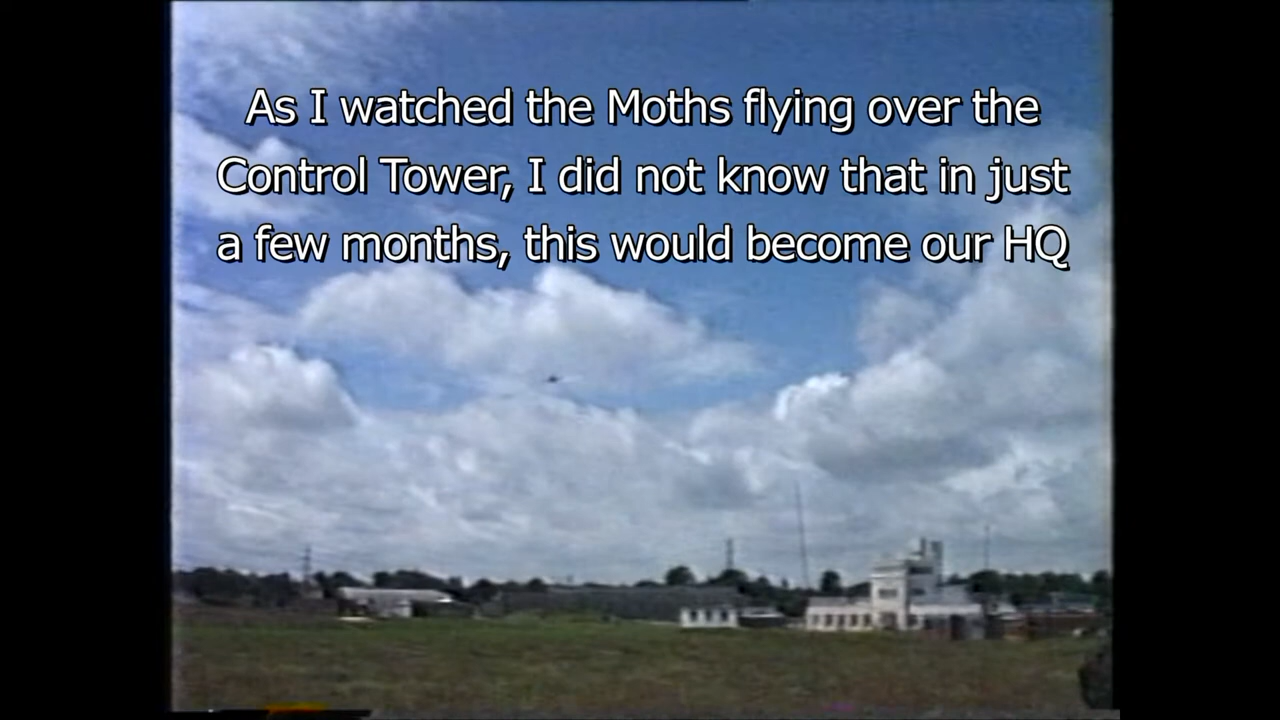 As I watched the Moths flying over the
Control Tower, I did not know that in just
a few months, this would become our HQ